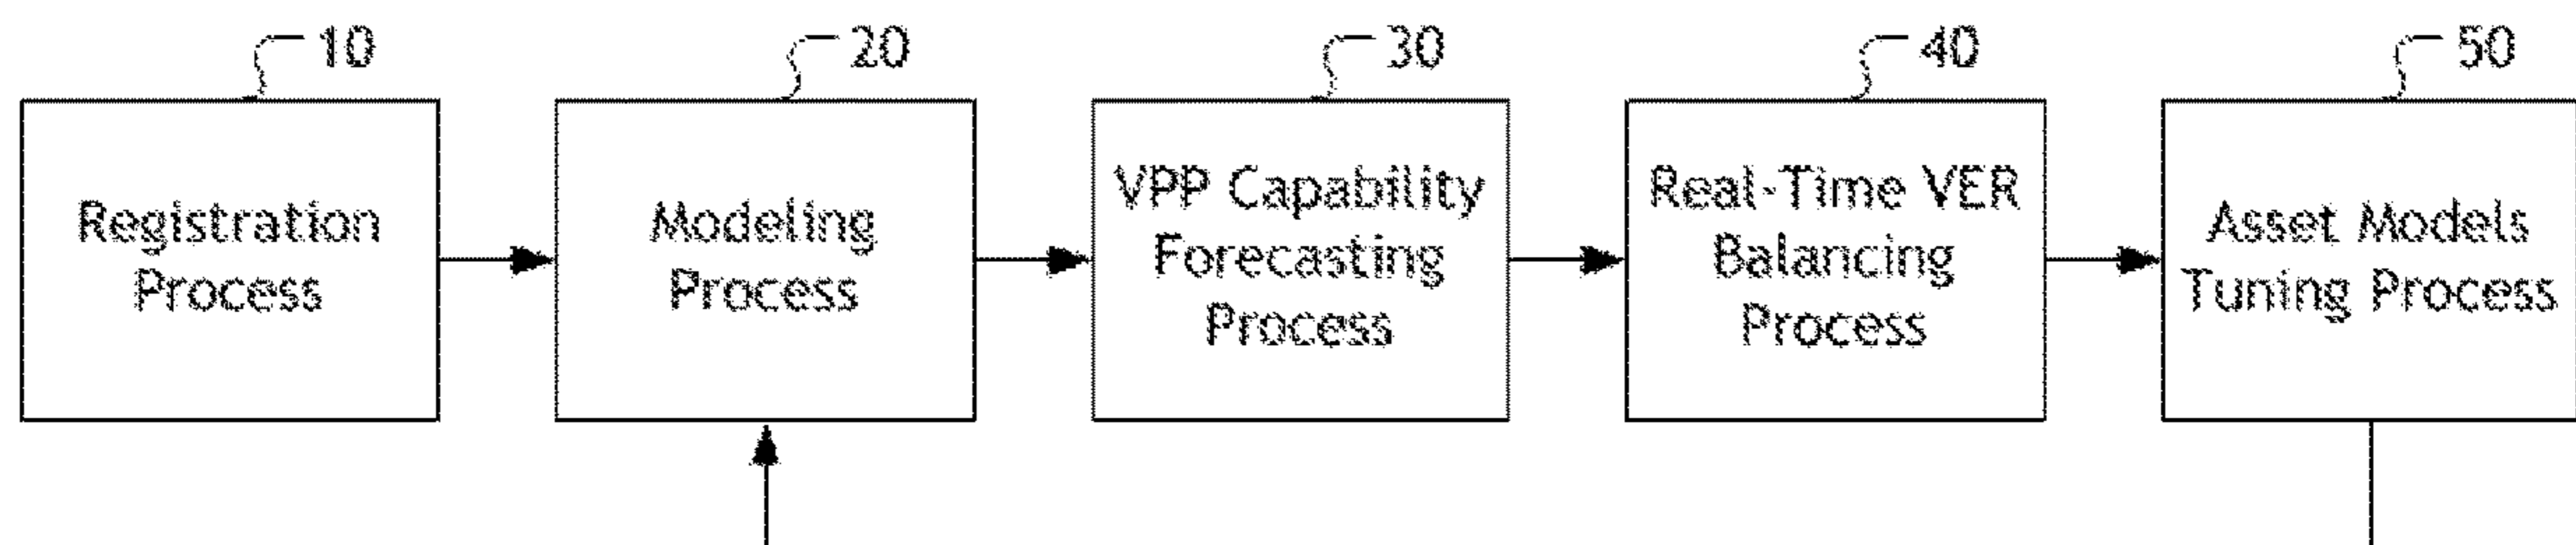 10
20
30
40
50
Registration
Process
Modeling
Process
VPP Capability
Forecasting
Process
Real-Time VER
Balancing
Process
Asset Models
Tuning Process